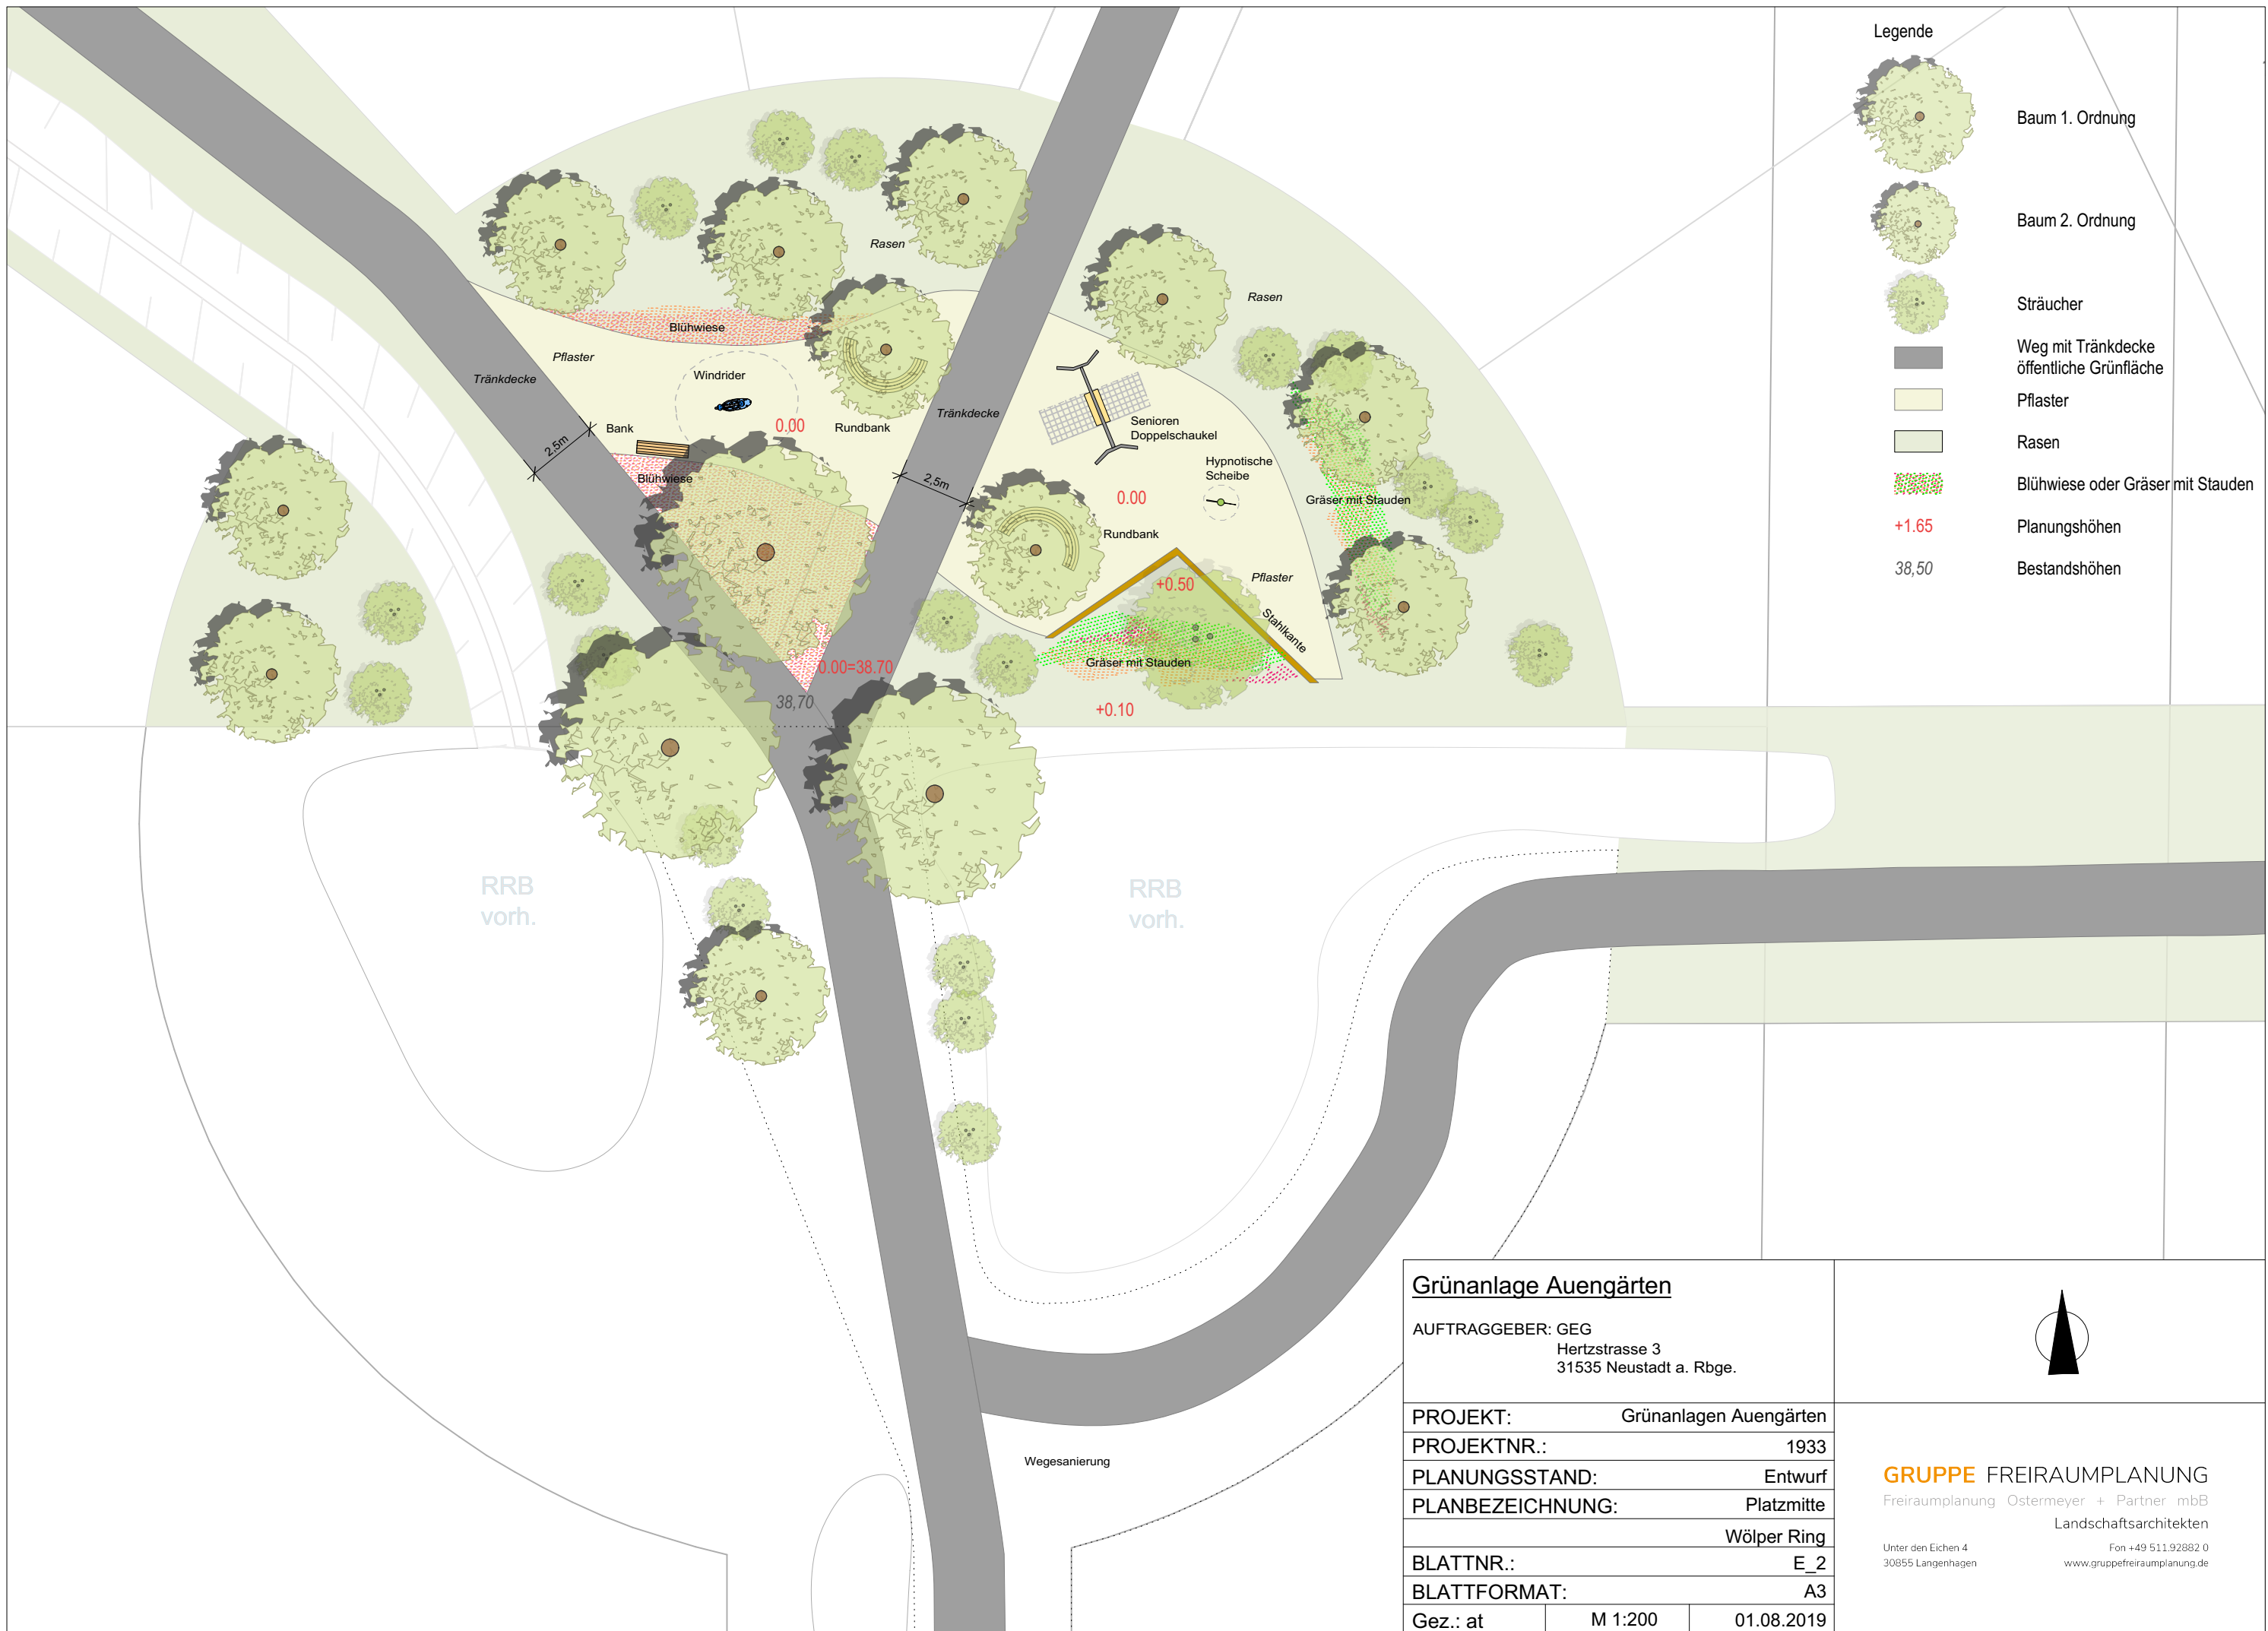 Legende
Baum 1. Ordnung
Baum 2. Ordnung
Sträucher
Weg mit Tränkdecke
öffentliche Grünfläche
Pflaster
Rasen
Blühwiese oder Gräser mit Stauden
+1.65
Planungshöhen
38,50
Bestandshöhen
Rasen
Rasen
Blühwiese
Pflaster
Tränkdecke
Windrider
Bank
0.00
Rundbank
Tränkdecke
2,5m
Blühwiese
2,5m
Senioren
Doppelschaukel
Hypnotische
Scheibe
0.00
Gräser mit Stauden
Rundbank
Pflaster
+0.50
Stahlkante
Gräser mit Stauden
0.00=38.70
38,70
+0.10
RRB
vorh.
RRB
vorh.
Wegesanierung
Grünanlage Auengärten
AUFTRAGGEBER: GEG
Hertzstrasse 3
31535 Neustadt a. Rbge.
PROJEKT: Grünanlagen Auengärten
PROJEKTNR.: 1933
PLANUNGSSTAND: Entwurf
PLANBEZEICHNUNG: Platzmitte
Wölper Ring
BLATTNR.: E_2
BLATTFORMAT: A3
Gez.: at M 1:200 01.08.2019
GRUPPE FREIRAUMPLANUNG
Freiraumplanung Ostermeyer + Partner mbB
Landschaftsarchitekten
Unter den Eichen 4 Fon +49 511.92882 0
30855 Langenhagen www.gruppefreiraumplanung.de